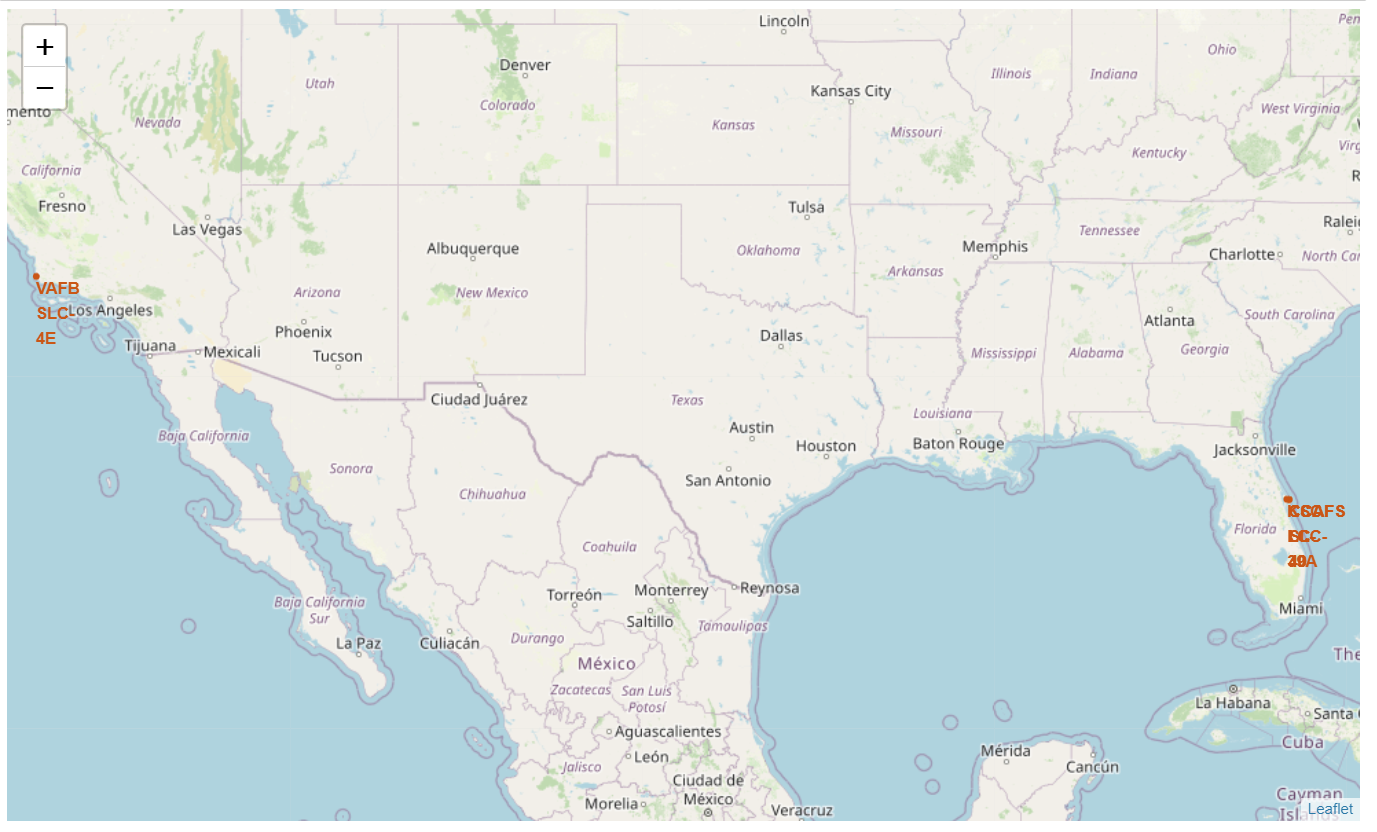 Lincoln
Pen
+
Ohio
Denver
Illinois
Indiana
Utah
−
Kansas City
Colorado
West Virginia
mento
Nevada
Kansas
Missouri
Virg
Kentucky
California
R
Fresno
Tulsa
Raleig
Las Vegas
Tennessee
Albuquerque
Memphis
Oklahoma
Charlotte
North Car
Arkansas
VAFB
SLC-
4E
Arizona
New Mexico
Los Angeles
South Carolina
Atlanta
Phoenix
Dallas
Tijuana
Mexicali
Tucson
Mississippi
Alabama
Georgia
Ciudad Juárez
Texas
Louisiana
Austin
Baja California
Houston
Baton Rouge
Jacksonville
Sonora
San Antonio
Chihuahua
Florida
Coahuila
Torreón
Monterrey
Reynosa
Baja California
Sur
Miami
Saltillo
Tamaulipas
Durango
La Paz
Culiacán
The
México
Zacatecas
San Luis
Potosí
La Habana
Santa
Aguascalientes
Cuba
Mérida
León
Jalisco
Cancún
Ciudad de
México
Cayman
Isl
Morelia
Veracruz
Leaflet